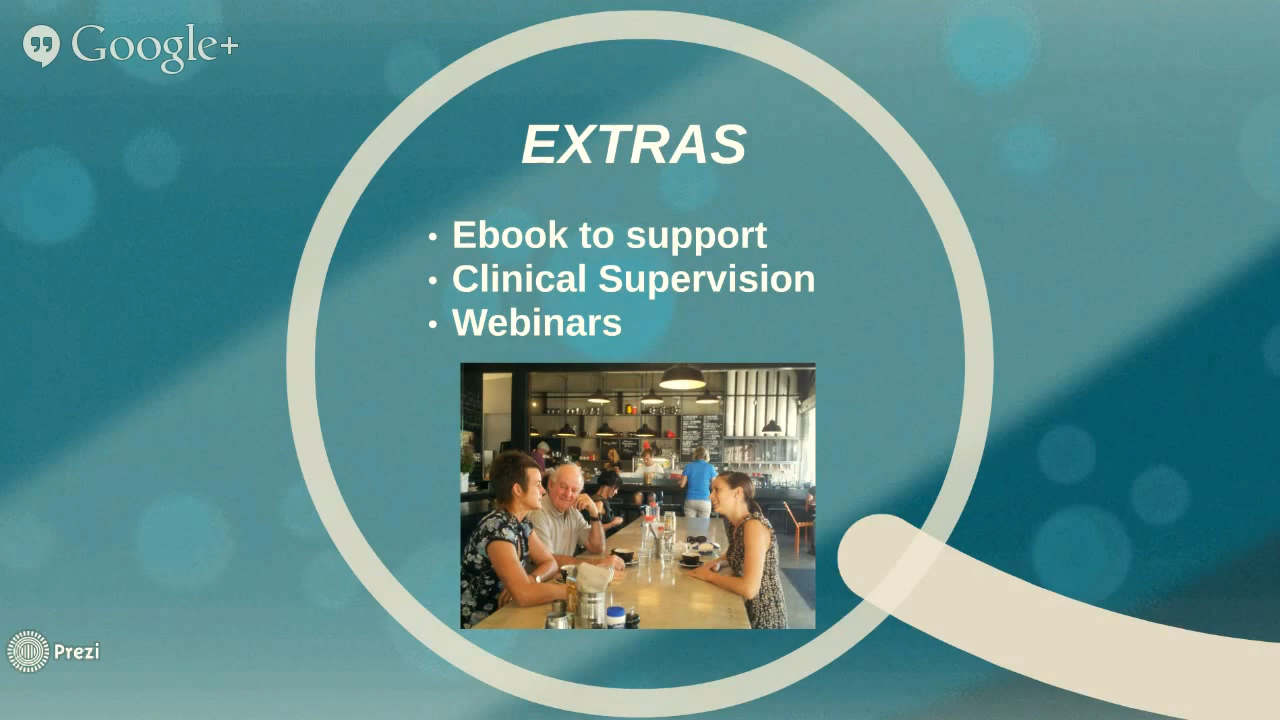 Google+
EXTRAS
• Ebook to support
• Clinical Supervision
• Webinars
Prezi